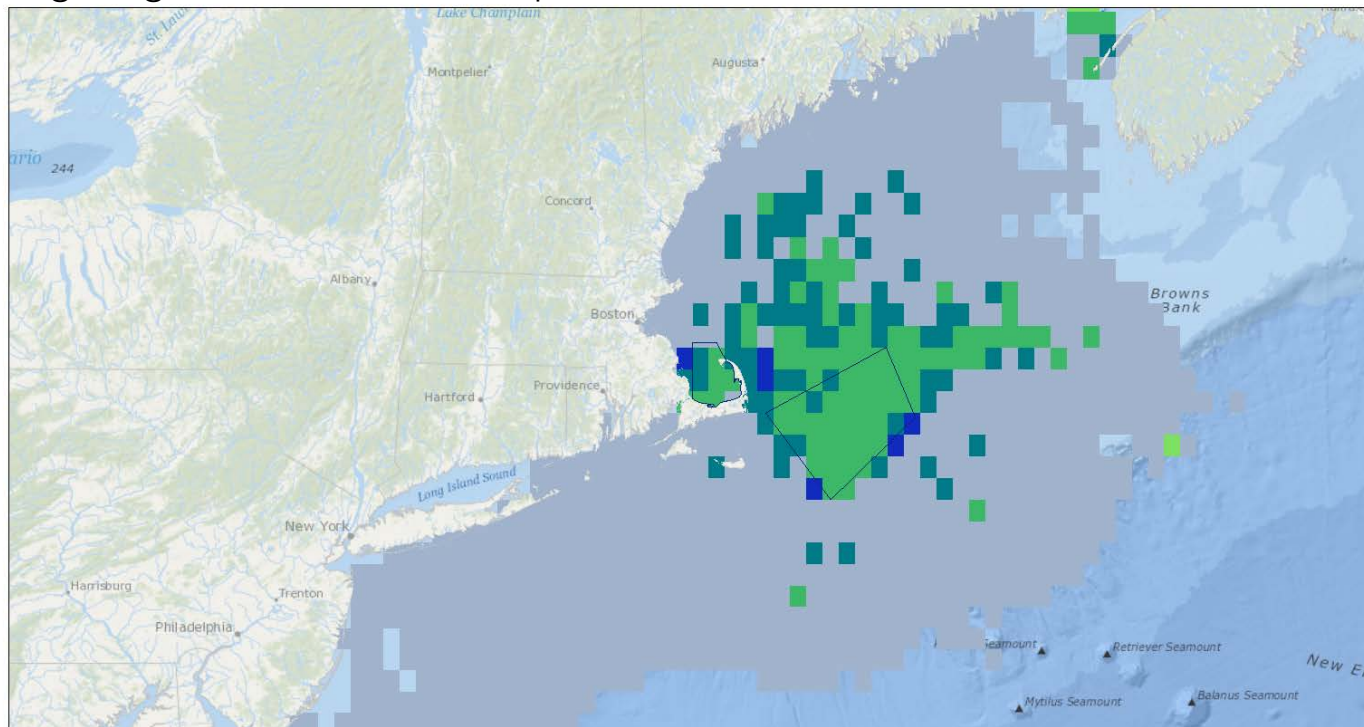 Lake Champlain
St. Law
Montpelier
Augusta
ario
244
Concord
Albany
Browns
Bank
Boston
Providence
Hartford
Long Island Sound
New York
Harrisburg
Trenton
Philadelphia
Seamount
Retriever Seamount
New E
Mytilus Seamount
Balanus Seamount